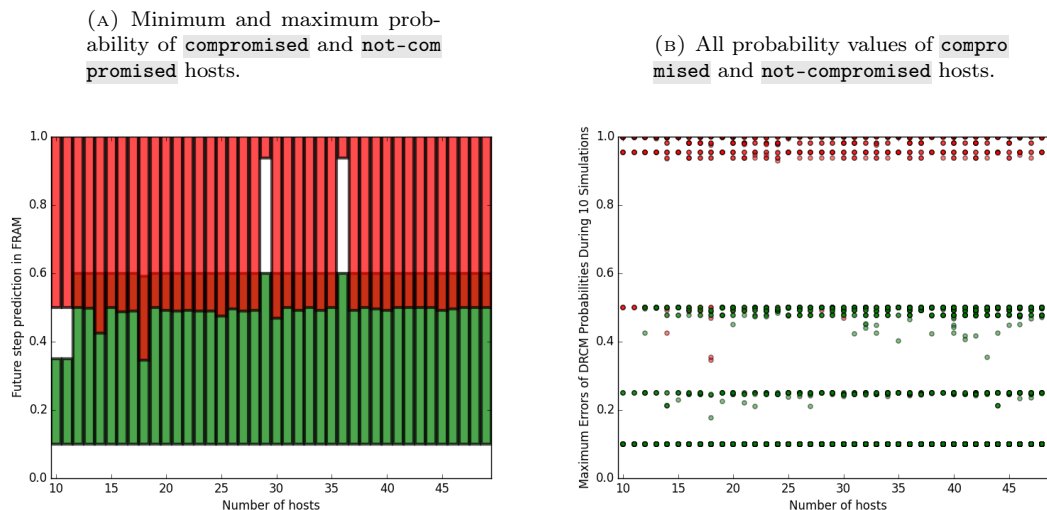 (A) Minimum and maximum prob-
ability of compromised and not-com
promised hosts.
1.0
0.8
0.6
0.4
0.2
0.0
10 15 20 25 30 35 40 45
Number of hosts
Future step prediction in FRAM
(B) All probability values of compro
mised and not-compromised hosts.
1.0
0.8
0.6
0.4
0.2
0.0
10 15 20 25 30 35 40 45
Number of hosts
Maximum Errors of DRCM Probabilities During 10 Simulations